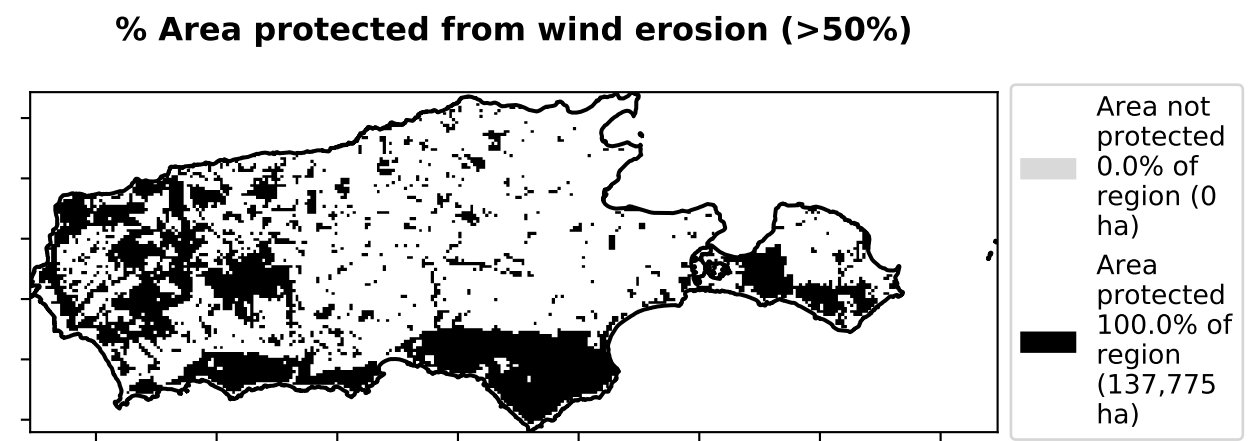 % Area protected from wind erosion (>50%)
Area not
protected
0.0% of
region (0
ha)
Area
protected
100.0% of
region
(137,775
ha)